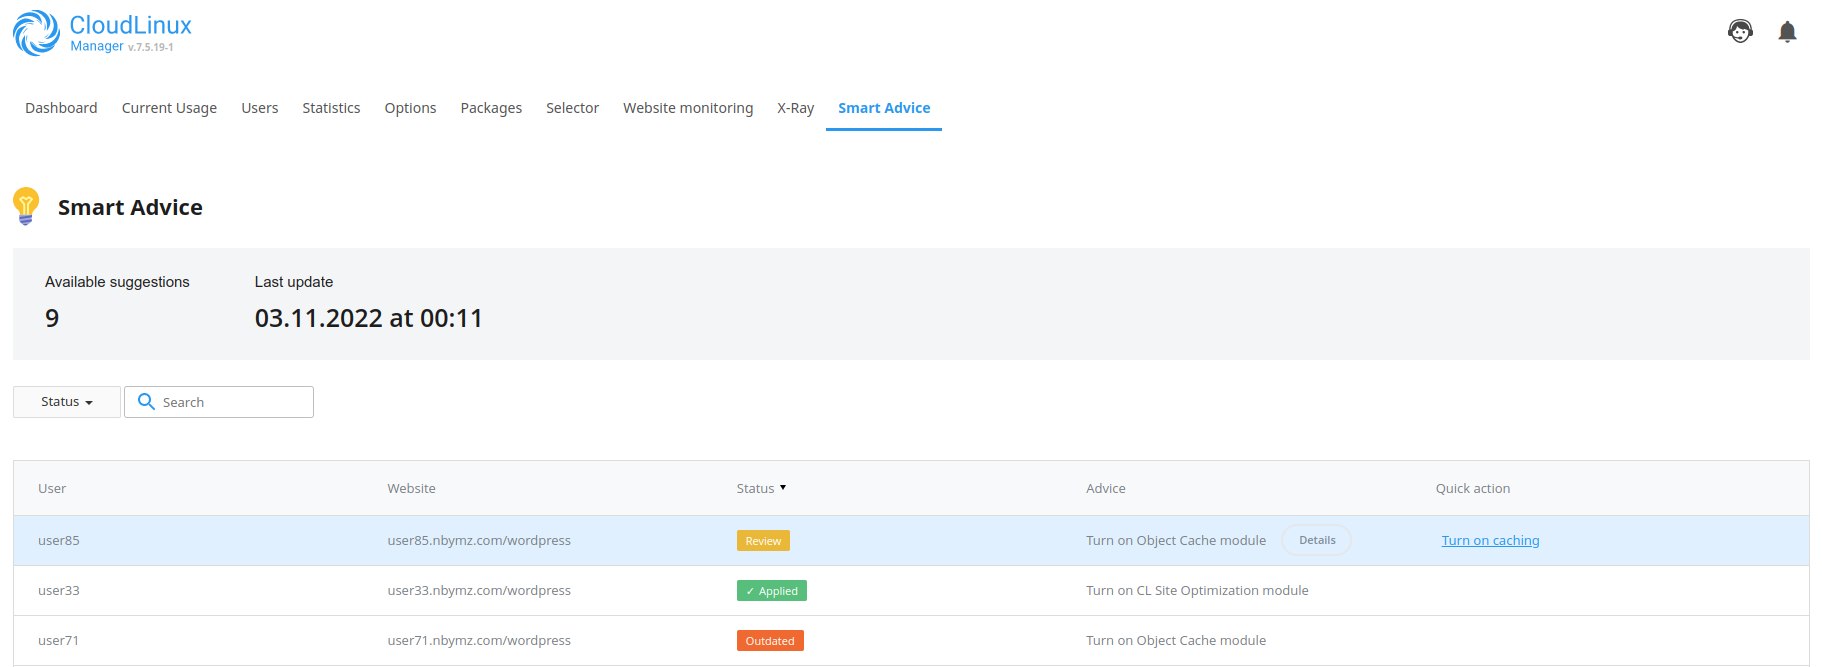 CloudLinux
Manager v.7.5.19-1
Dashboard Current Usage Users Statistics Options Packages Selector Website monitoring X-Ray Smart Advice
Smart Advice
Available suggestions Last update
9 03.11.2022 at 00:11
Status Search
User Website Status Advice Quick action
user85 user85.nbymz.com/wordpress Review Turn on Object Cache module Details Turn on caching
user33 user33.nbymz.com/wordpress ✓ Applied Turn on CL Site Optimization module
user71 user71.nbymz.com/wordpress Outdated Turn on Object Cache module